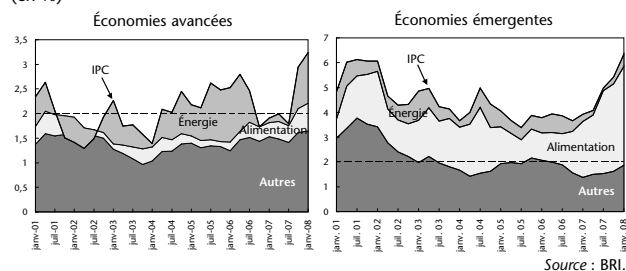 (en %)
Économies avancées
3,5
3
2,5
2
1,5
1
0,5
0
IPC
Énergie
Alimentation
Autres
janv-01
juil-01
janv-02
juil-02
janv-03
juil-03
janv-04
juil-04
janv-05
juil-05
janv-06
juil-06
janv-07
juil-07
janv-08
Économies émergentes
7
6
5
4
3
2
1
0
IPC
Énergie
Alimentation
Autres
janv. 01
juil. 01
janv. 02
juil. 02
janv. 03
juil. 03
janv. 04
juil. 04
janv. 05
juil. 05
janv. 06
juil. 06
janv. 07
juil. 07
janv. 08
Source : BRI.